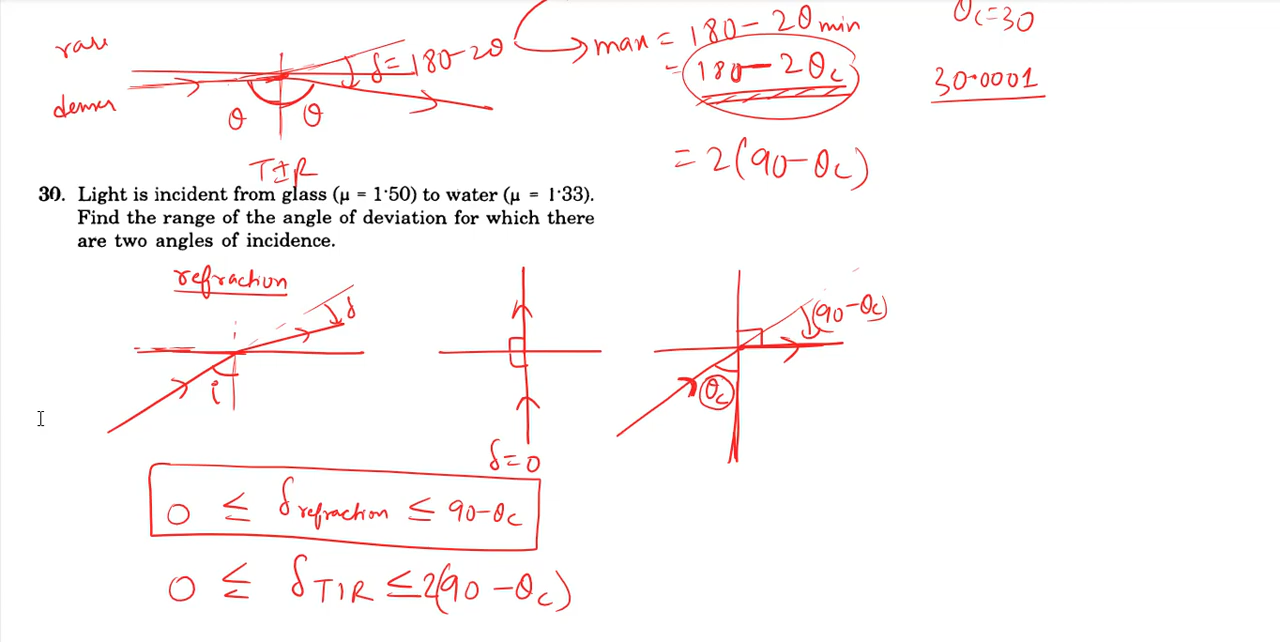 rare
denser
θ θ
δ=180-2θ
TIR
max = 180 - 2θ min
= 180 - 2θc
= 2(90-θc)
θc=30
30.0001
30. Light is incident from glass (μ = 1·50) to water (μ = 1·33).
Find the range of the angle of deviation for which there
are two angles of incidence.
refraction
δ
i
δ=0
(90-θc)
θc
0 ≤ δ refraction ≤ 90-θc
0 ≤ δ TIR ≤ 2(90-θc)